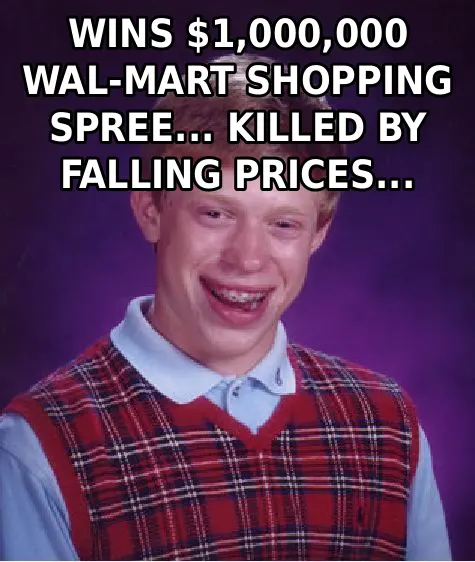 WINS $1,000,000
WAL-MART SHOPPING
SPREE... KILLED BY
FALLING PRICES...